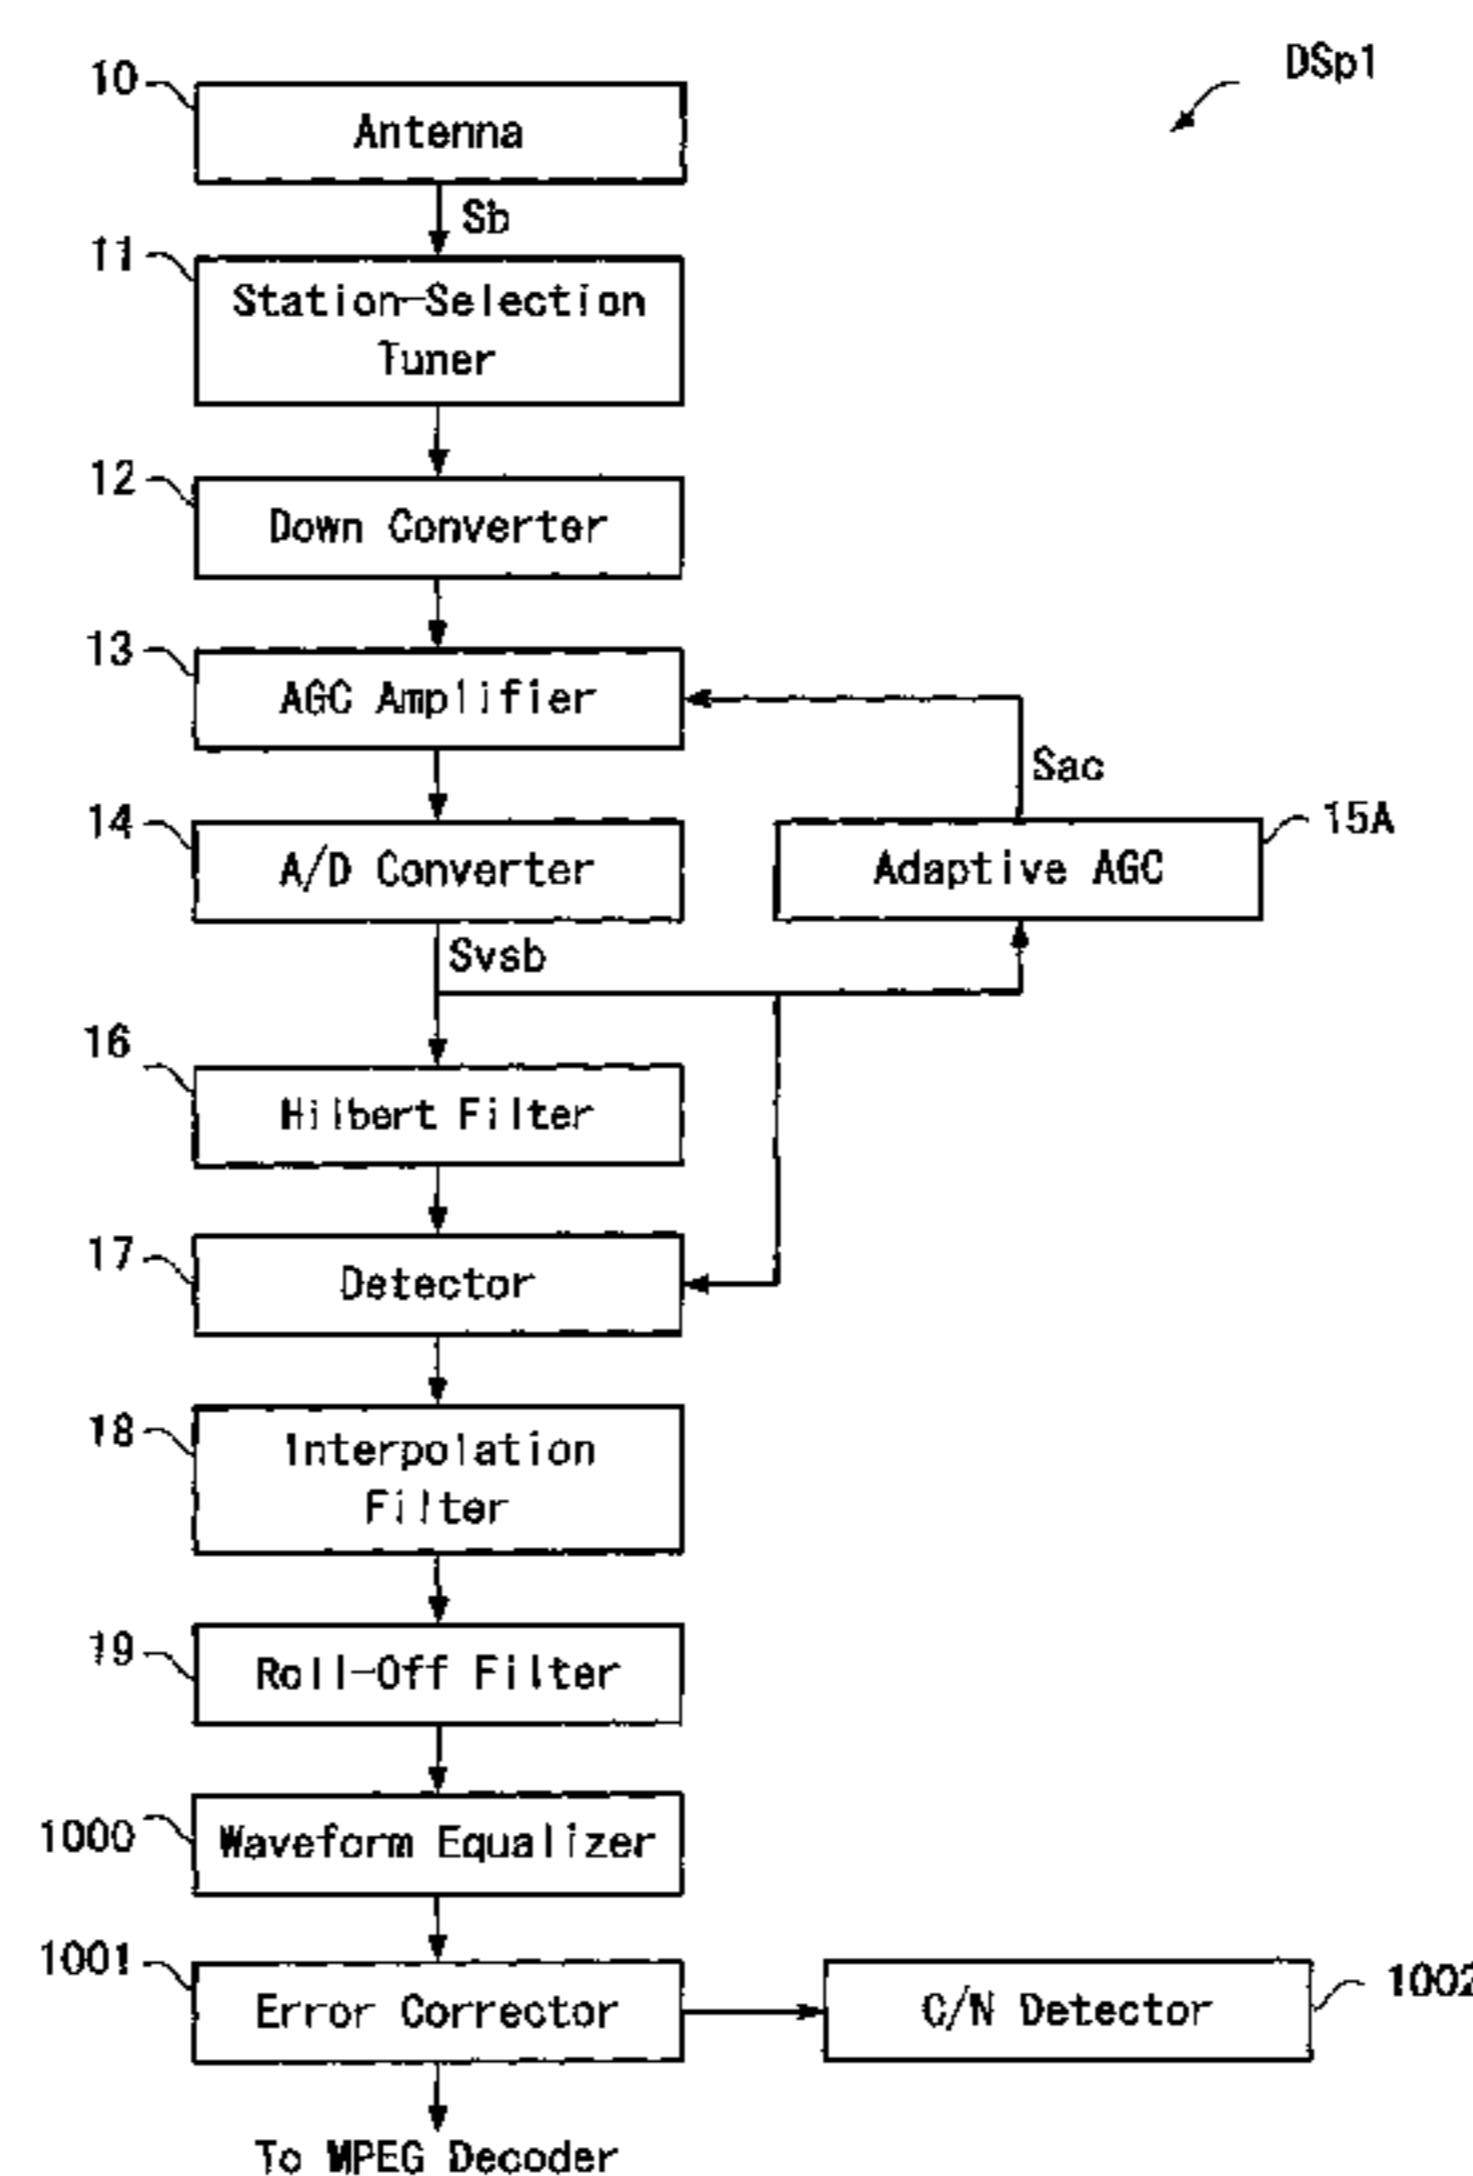 DSp1
10
Antenna
Sb
11
Station-Selection
Tuner
12
Down Converter
13
AGC Amplifier
Sac
14
A/D Converter
15A
Adaptive AGC
Svsb
16
Hilbert Filter
17
Detector
18
Interpolation
Filter
19
Roll-Off Filter
1000
Waveform Equalizer
1001
Error Corrector
C/N Detector
1002
To MPEG Decoder